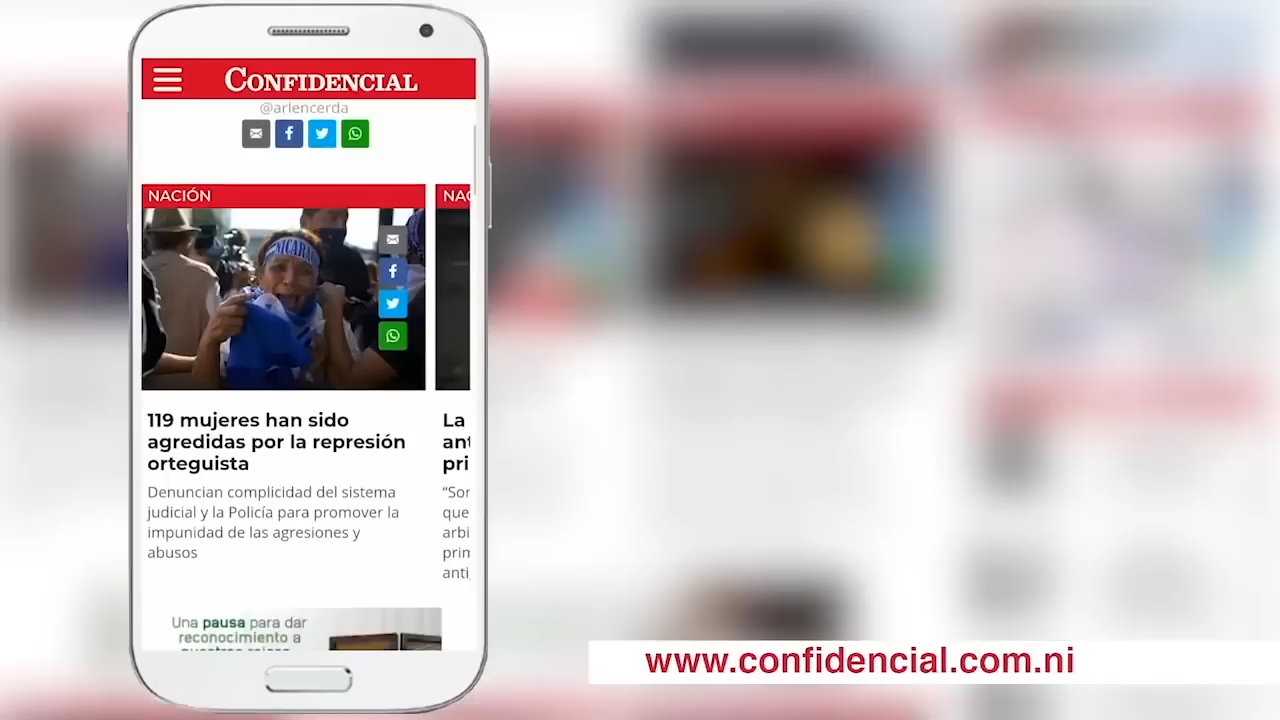 CONFIDENCIAL
@arlencerda
NACIÓN
NAC
NICARA
119 mujeres han sido
agredidas por la represión
orteguista
Denuncian complicidad del sistema
judicial y la Policía para promover la
impunidad de las agresiones y
abusos
La
ant
pri
“Sor
que
arbi
prim
anti
Una pausa para dar
reconocimiento a
www.confidencial.com.ni